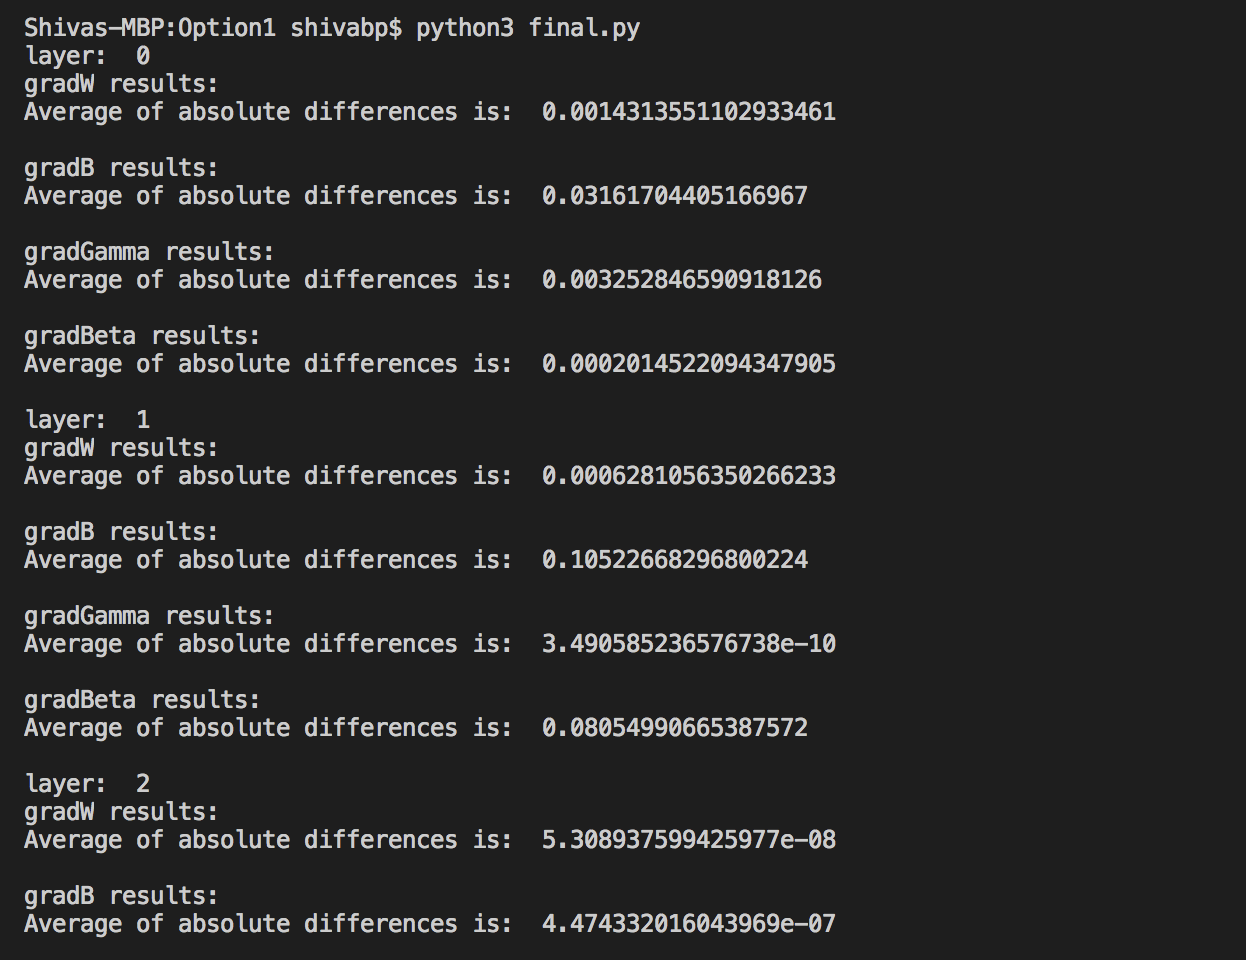 Shivas-MBP:Option1 shivabp$ python3 final.py
layer:  0
gradW results:
Average of absolute differences is:  0.0014313551102933461
gradB results:
Average of absolute differences is:  0.03161704405166967
gradGamma results:
Average of absolute differences is:  0.003252846590918126
gradBeta results:
Average of absolute differences is:  0.0002014522094347905
layer:  1
gradW results:
Average of absolute differences is:  0.0006281056350266233
gradB results:
Average of absolute differences is:  0.10522668296800224
gradGamma results:
Average of absolute differences is:  3.490585236576738e-10
gradBeta results:
Average of absolute differences is:  0.08054990665387572
layer:  2
gradW results:
Average of absolute differences is:  5.308937599425977e-08
gradB results:
Average of absolute differences is:  4.474332016043969e-07